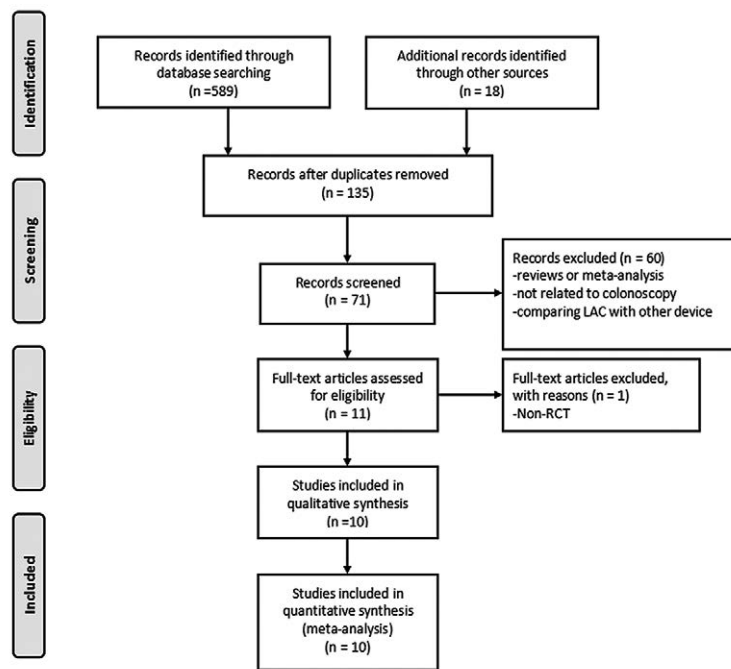 Identification
Records identified through
database searching
(n =589)
Additional records identified
through other sources
(n = 18)
Records after duplicates removed
(n = 135)
Screening
Records screened
(n = 71)
Records excluded (n = 60)
-reviews or meta-analysis
-not related to colonoscopy
-comparing LAC with other device
Eligibility
Full-text articles assessed
for eligibility
(n = 11)
Full-text articles excluded,
with reasons (n = 1)
-Non-RCT
Studies included in
qualitative synthesis
(n =10)
Included
Studies included in
quantitative synthesis
(meta-analysis)
(n = 10)